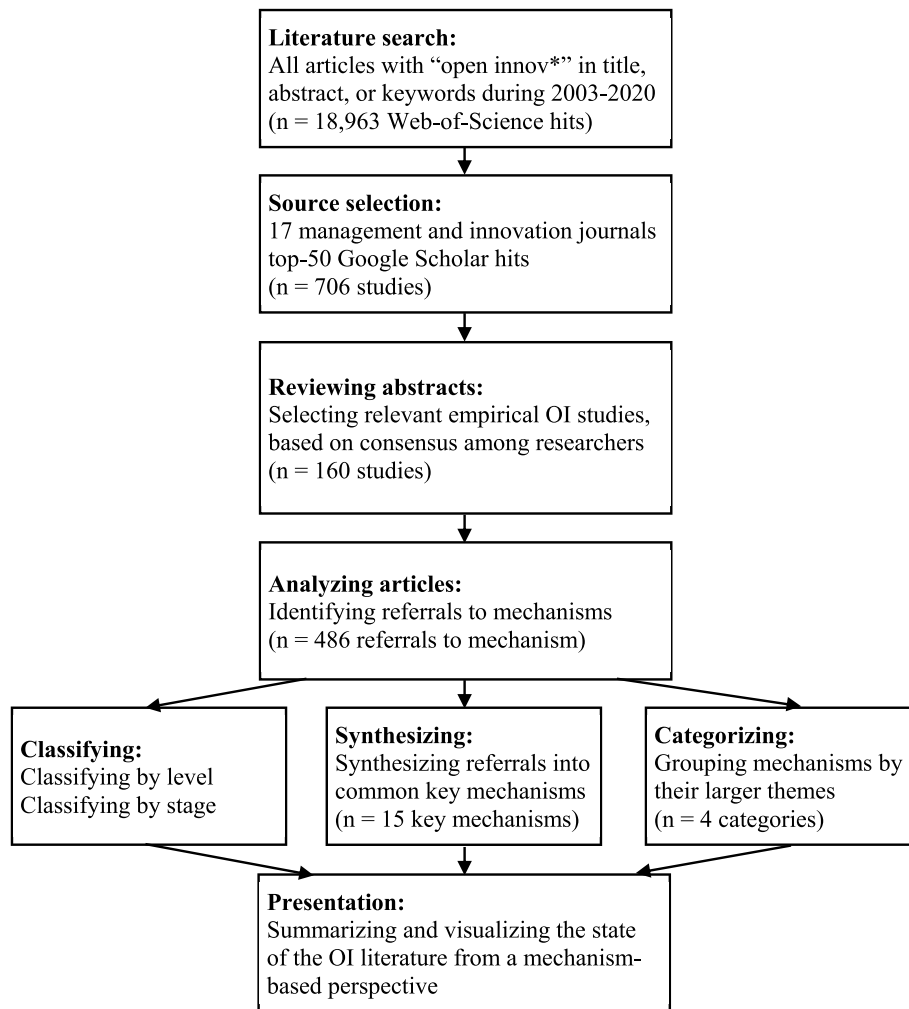 Literature search:
All articles with “open innov*” in title,
abstract, or keywords during 2003-2020
(n = 18,963 Web-of-Science hits)
Source selection:
17 management and innovation journals
top-50 Google Scholar hits
(n = 706 studies)
Reviewing abstracts:
Selecting relevant empirical OI studies,
based on consensus among researchers
(n = 160 studies)
Analyzing articles:
Identifying referrals to mechanisms
(n = 486 referrals to mechanism)
Classifying:
Classifying by level
Classifying by stage
Synthesizing:
Synthesizing referrals into
common key mechanisms
(n = 15 key mechanisms)
Categorizing:
Grouping mechanisms by
their larger themes
(n = 4 categories)
Presentation:
Summarizing and visualizing the state
of the OI literature from a mechanism-
based perspective